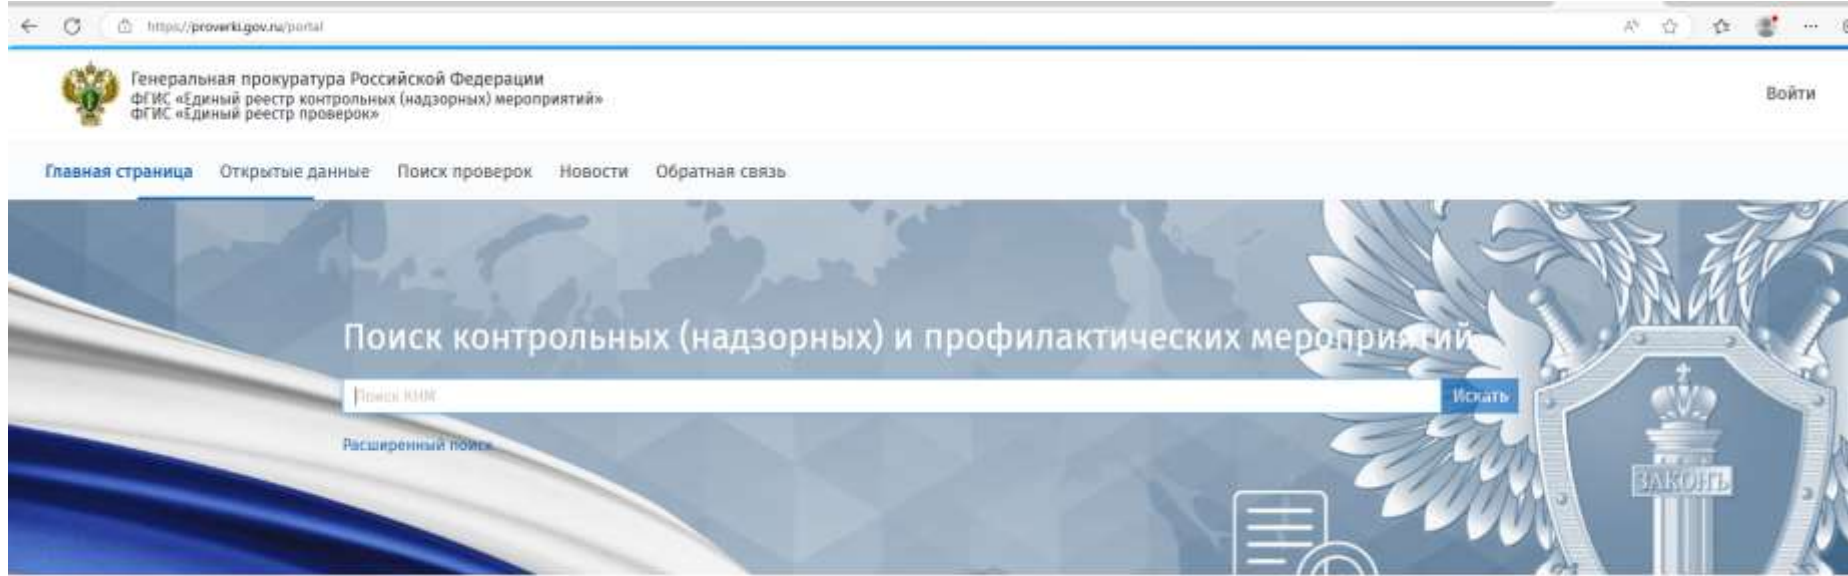 https://proverki.gov.ru/portal
Генеральная прокуратура Российской Федерации
ФГИС «Единый реестр контрольных (надзорных) мероприятий»
ФГИС «Единый реестр проверок»
Войти
Главная страница Открытые данные Поиск проверок Новости Обратная связь
Поиск контрольных (надзорных) и профилактических мероприятий
Поиск КНМ
Искать
Расширенный поиск
ЗАКОНЪ